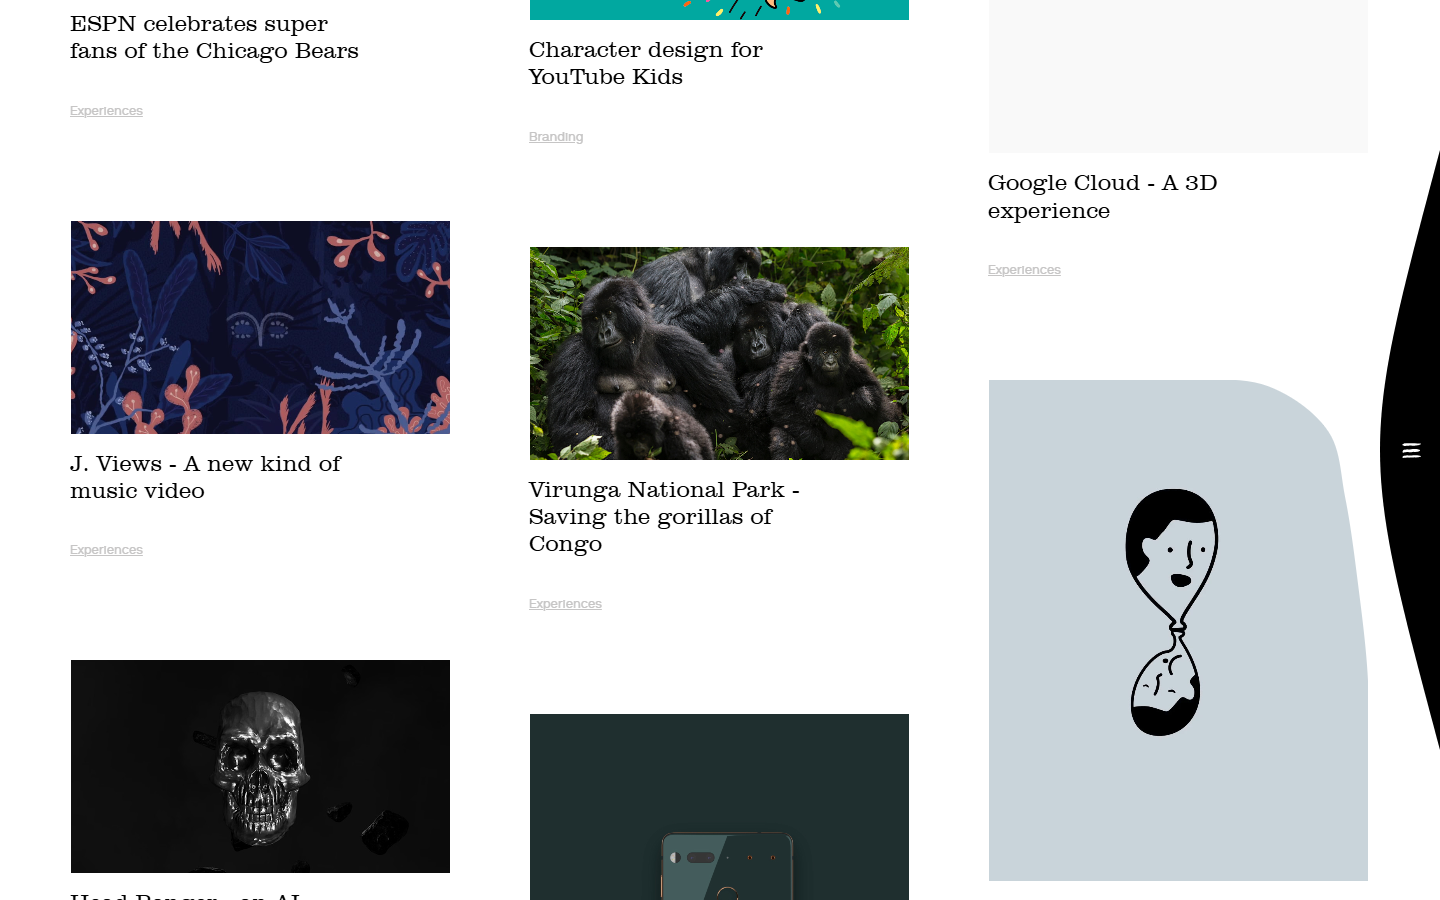 ESPN celebrates super
fans of the Chicago Bears
Experiences
J. Views - A new kind of
music video
Experiences
Character design for
YouTube Kids
Branding
Virunga National Park -
Saving the gorillas of
Congo
Experiences
Google Cloud - A 3D
experience
Experiences